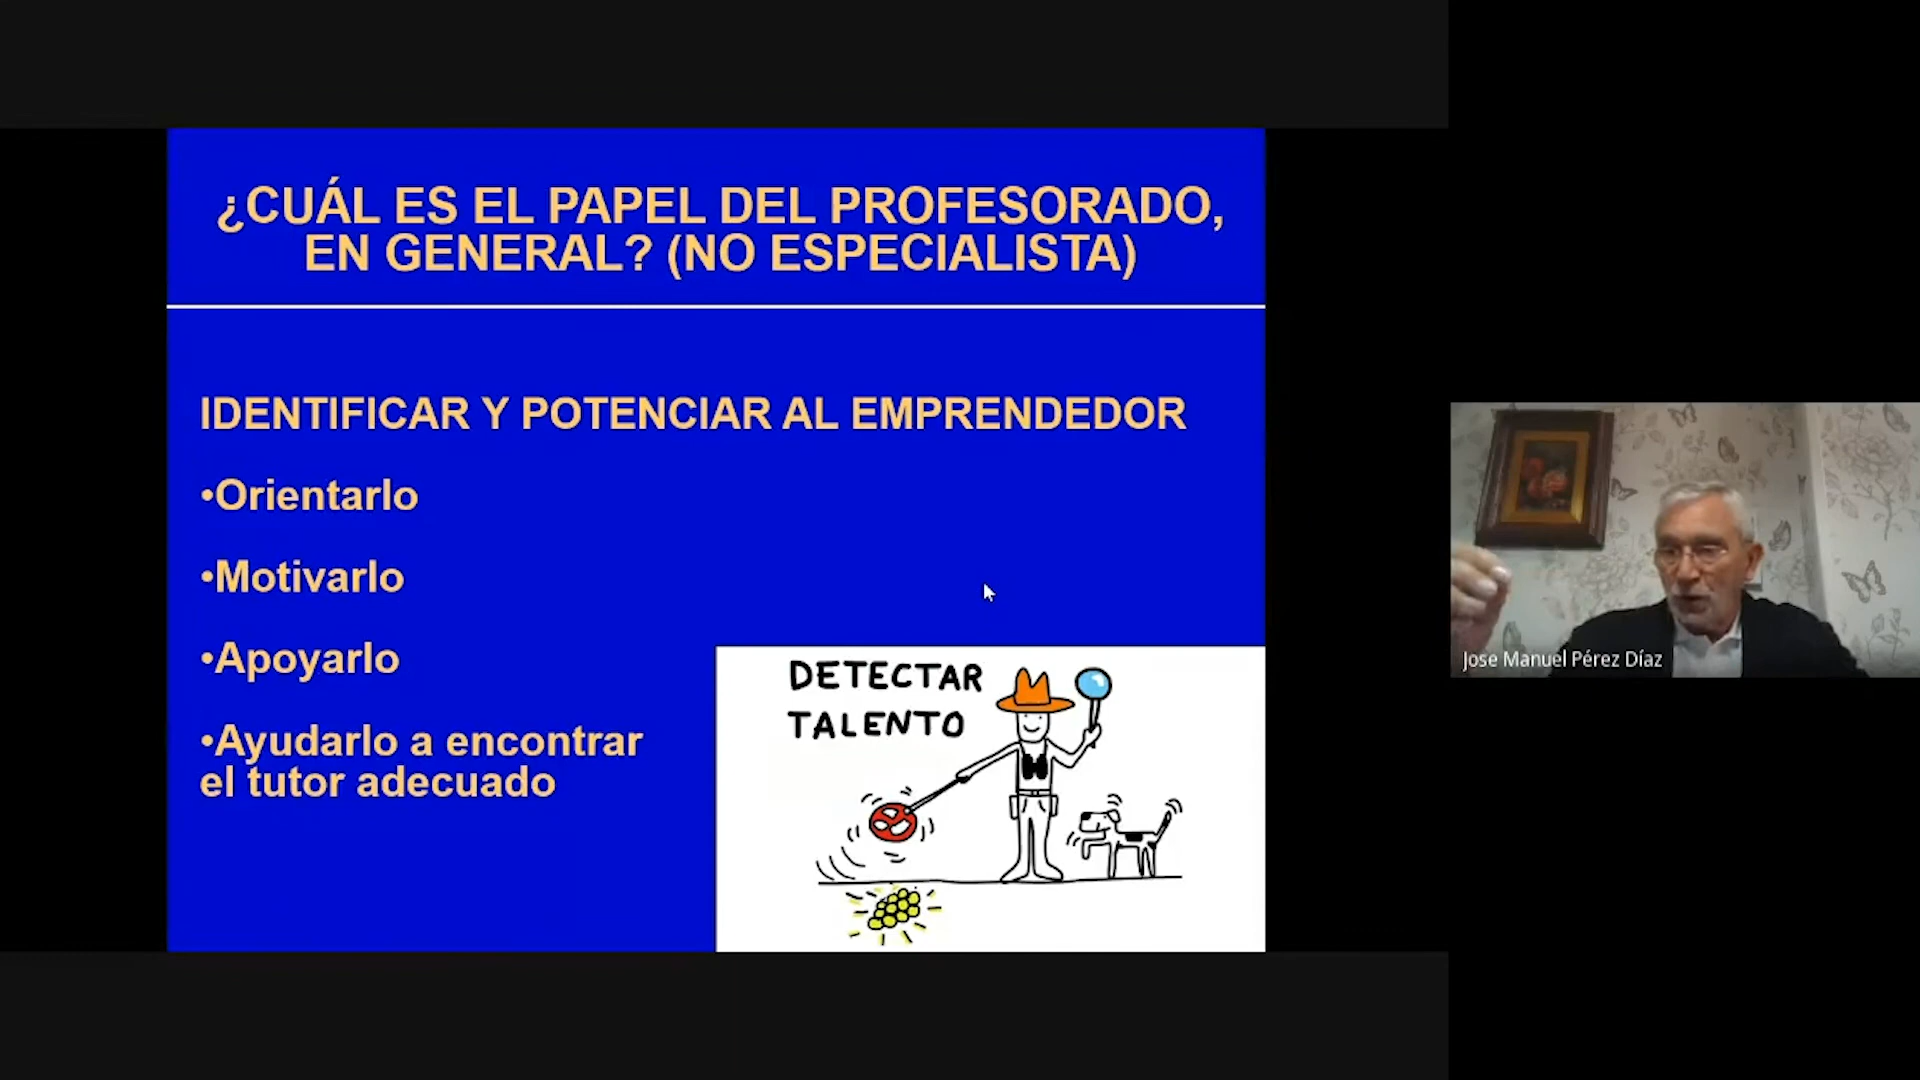 ¿CUÁL ES EL PAPEL DEL PROFESORADO,
EN GENERAL? (NO ESPECIALISTA)
IDENTIFICAR Y POTENCIAR AL EMPRENDEDOR
•Orientarlo
•Motivarlo
•Apoyarlo
•Ayudarlo a encontrar
el tutor adecuado
DETECTAR
TALENTO
Jose Manuel Pérez Díaz